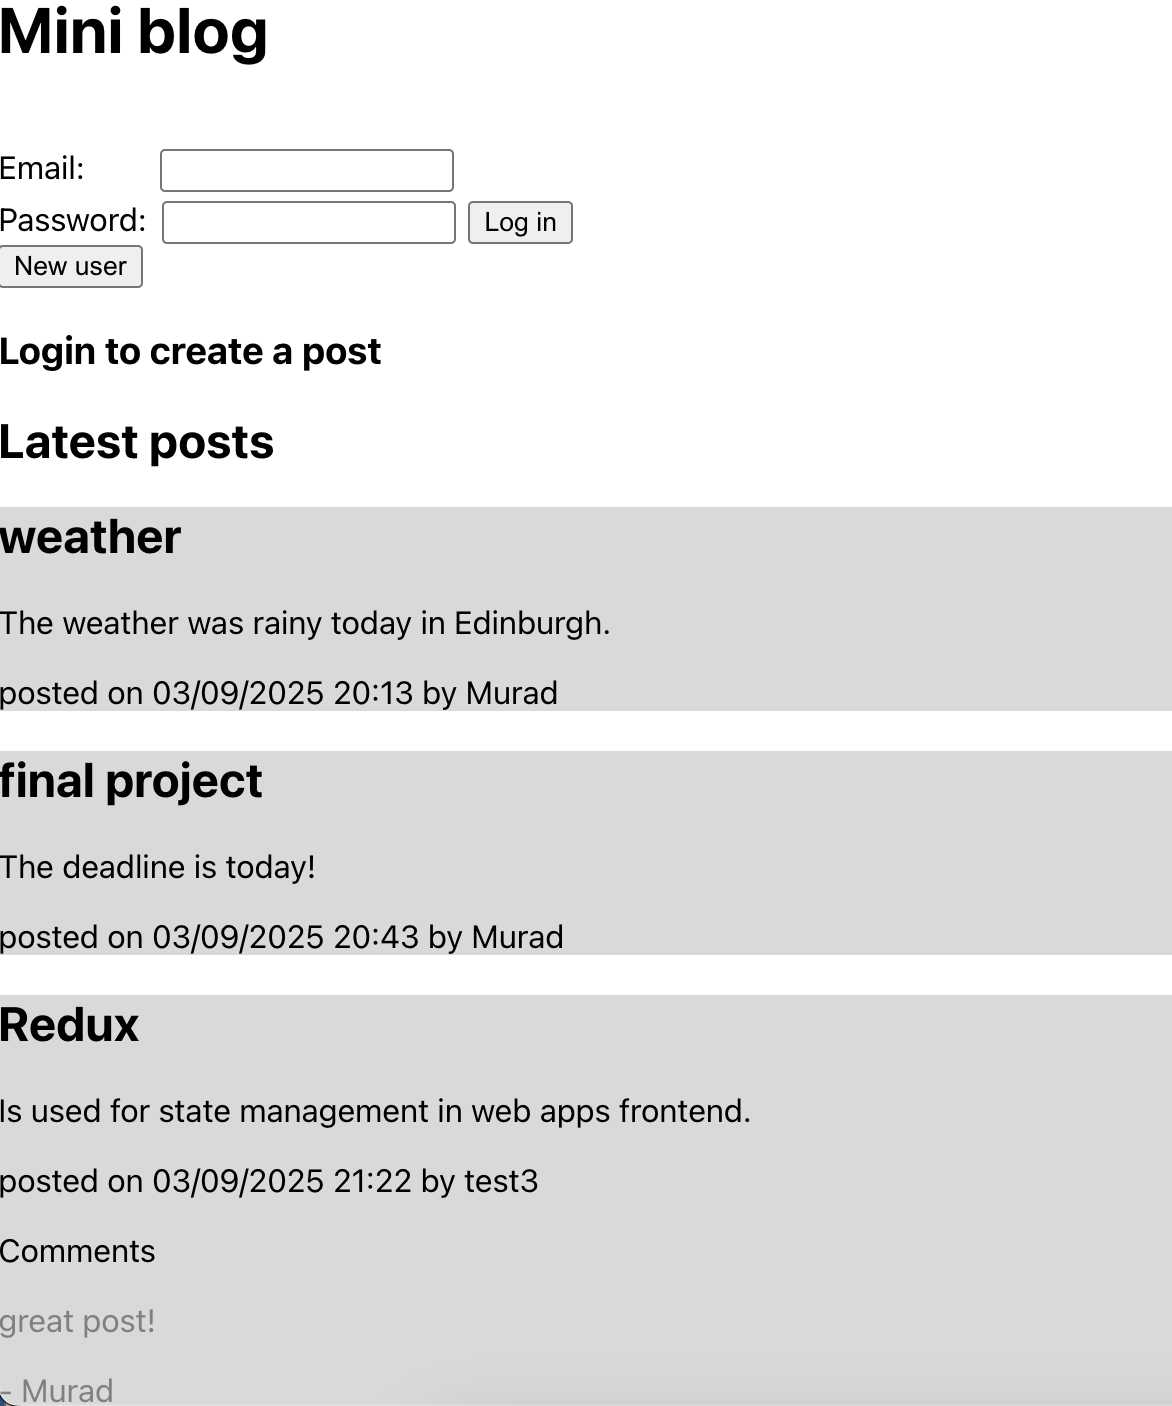 Mini blog
Email:
Password: Log in
New user
Login to create a post
Latest posts
weather
The weather was rainy today in Edinburgh.
posted on 03/09/2025 20:13 by Murad
final project
The deadline is today!
posted on 03/09/2025 20:43 by Murad
Redux
Is used for state management in web apps frontend.
posted on 03/09/2025 21:22 by test3
Comments
great post!
- Murad